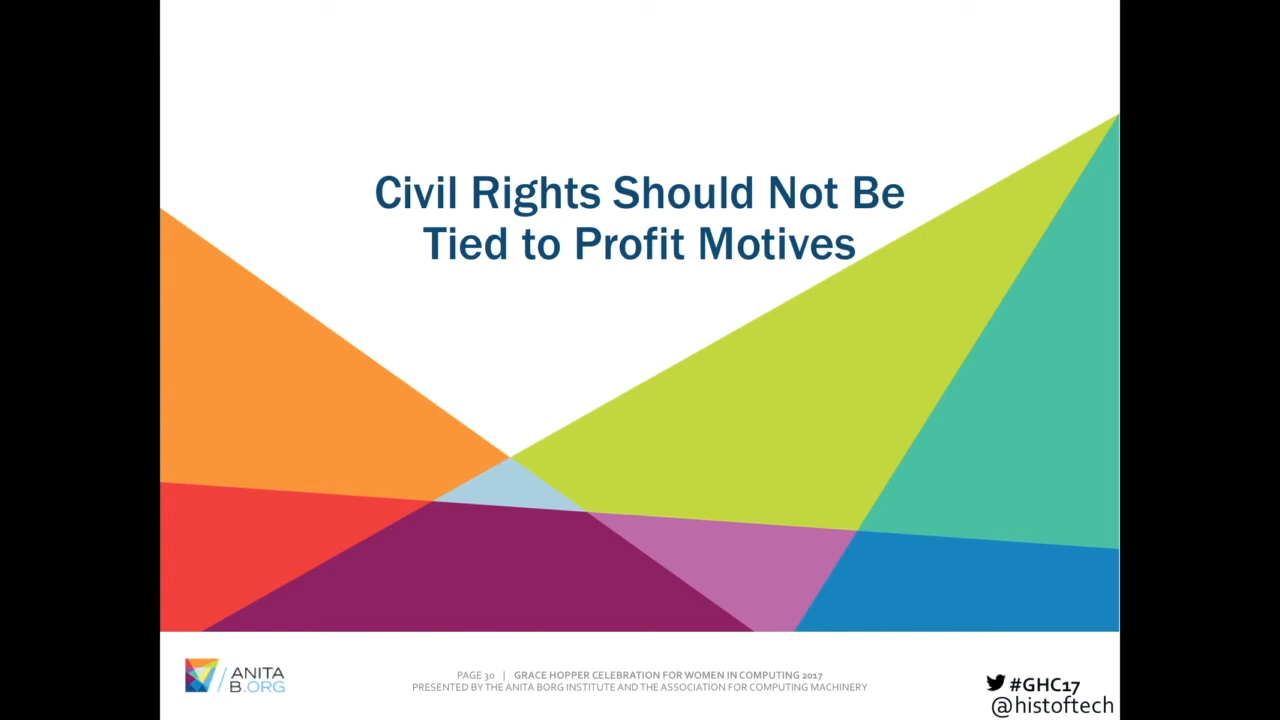 Civil Rights Should Not Be
Tied to Profit Motives
ANITA
B.ORG
PAGE 30 | GRACE HOPPER CELEBRATION FOR WOMEN IN COMPUTING 2017
PRESENTED BY THE ANITA BORG INSTITUTE AND THE ASSOCIATION FOR COMPUTING MACHINERY
#GHC17
@histoftech